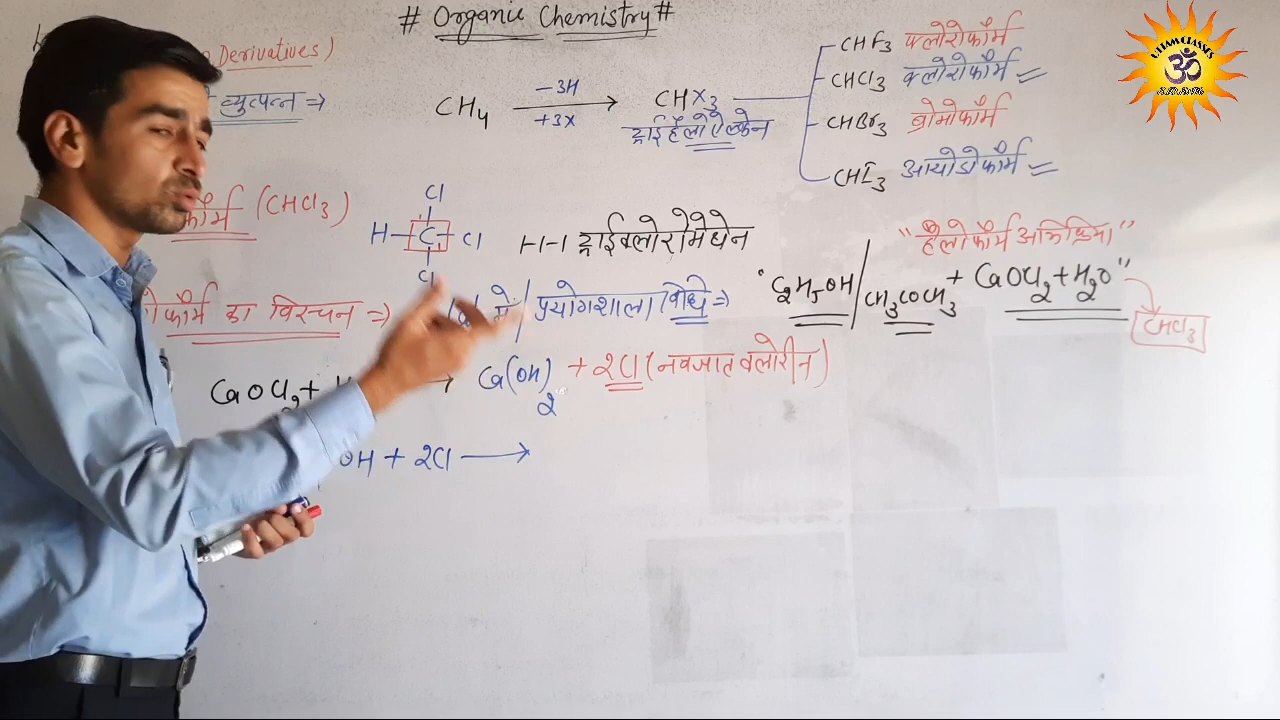 # Organic Chemistry #
Derivatives)
व्युत्पन्न ⇒
CH₄ —3H +3X → CHX₃
ट्राईहैलोऐल्केन
CHF₃ क्लोरोफॉर्म
CHCl₃ क्लोरोफॉर्म
CHBr₃ ब्रोमोफॉर्म
CHI₃ आयोडोफॉर्म
UTTAM CLASSES
ॐ
फॉर्म (CHCl₃)
Cl
H—C—Cl
Cl
1-1-1 ट्राईक्लोरोमेथेन
"हैलोफॉर्म अभिक्रिया"
"C₂H₅OH / CH₃COCH₃ + CaOCl₂ + H₂O"
CHCl₃
फॉर्म का विरचन ⇒
में / प्रयोगशाला विधि ⇒
CaOCl₂ + H → Ca(OH)₂ + 2Cl (नवजात क्लोरीन)
OH + 2Cl →